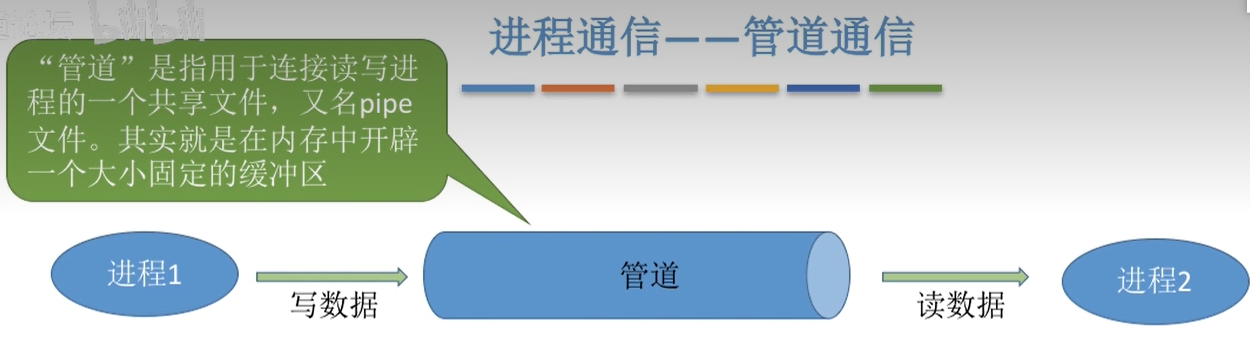 进程通信——管道通信
“管道”是指用于连接读写进
程的一个共享文件，又名pipe
文件。其实就是在内存中开辟
一个大小固定的缓冲区
进程1
写数据
管道
读数据
进程2